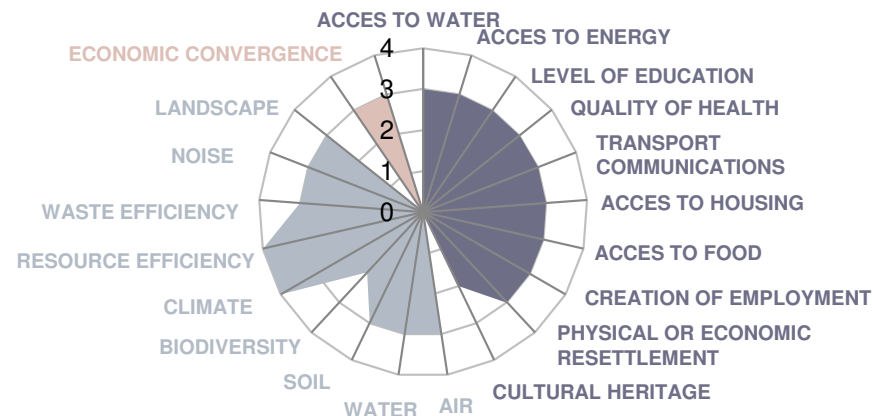 ACCES TO WATER
ACCES TO ENERGY
LEVEL OF EDUCATION
QUALITY OF HEALTH
TRANSPORT
COMMUNICATIONS
ACCES TO HOUSING
ACCES TO FOOD
CREATION OF EMPLOYMENT
PHYSICAL OR ECONOMIC
RESETTLEMENT
CULTURAL HERITAGE
AIR
WATER
SOIL
BIODIVERSITY
CLIMATE
RESOURCE EFFICIENCY
WASTE EFFICIENCY
NOISE
LANDSCAPE
ECONOMIC CONVERGENCE
4
3
2
1
0